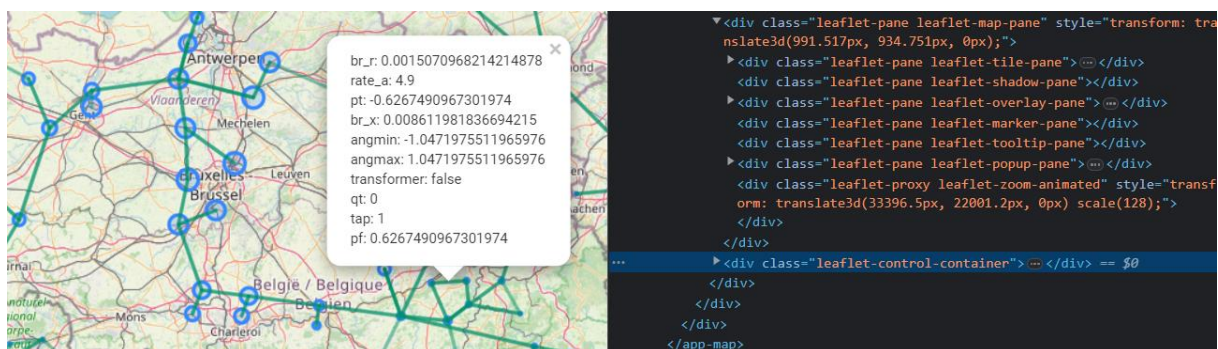 Antwerpen
Vlaanderen
Gent
Mechelen
Bruxelles -
Brussel
Leuven
België / Belgique
Belgien
Mons
Charleroi
×
br_r: 0.0015070968214214878
rate_a: 4.9
pt: -0.6267490967301974
br_x: 0.008611981836694215
angmin: -1.0471975511965976
angmax: 1.0471975511965976
transformer: false
qt: 0
tap: 1
pf: 0.6267490967301974
▼<div class="leaflet-pane leaflet-map-pane" style="transform: tra
nslate3d(991.517px, 934.751px, 0px);">
▶<div class="leaflet-pane leaflet-tile-pane">…</div>
<div class="leaflet-pane leaflet-shadow-pane"></div>
▶<div class="leaflet-pane leaflet-overlay-pane">…</div>
<div class="leaflet-pane leaflet-marker-pane"></div>
<div class="leaflet-pane leaflet-tooltip-pane"></div>
▶<div class="leaflet-pane leaflet-popup-pane">…</div>
<div class="leaflet-proxy leaflet-zoom-animated" style="transf
orm: translate3d(33396.5px, 22001.2px, 0px) scale(128);">
</div>
</div>
… ▶<div class="leaflet-control-container">…</div> == $0
</div>
</div>
</div>
</app-map>